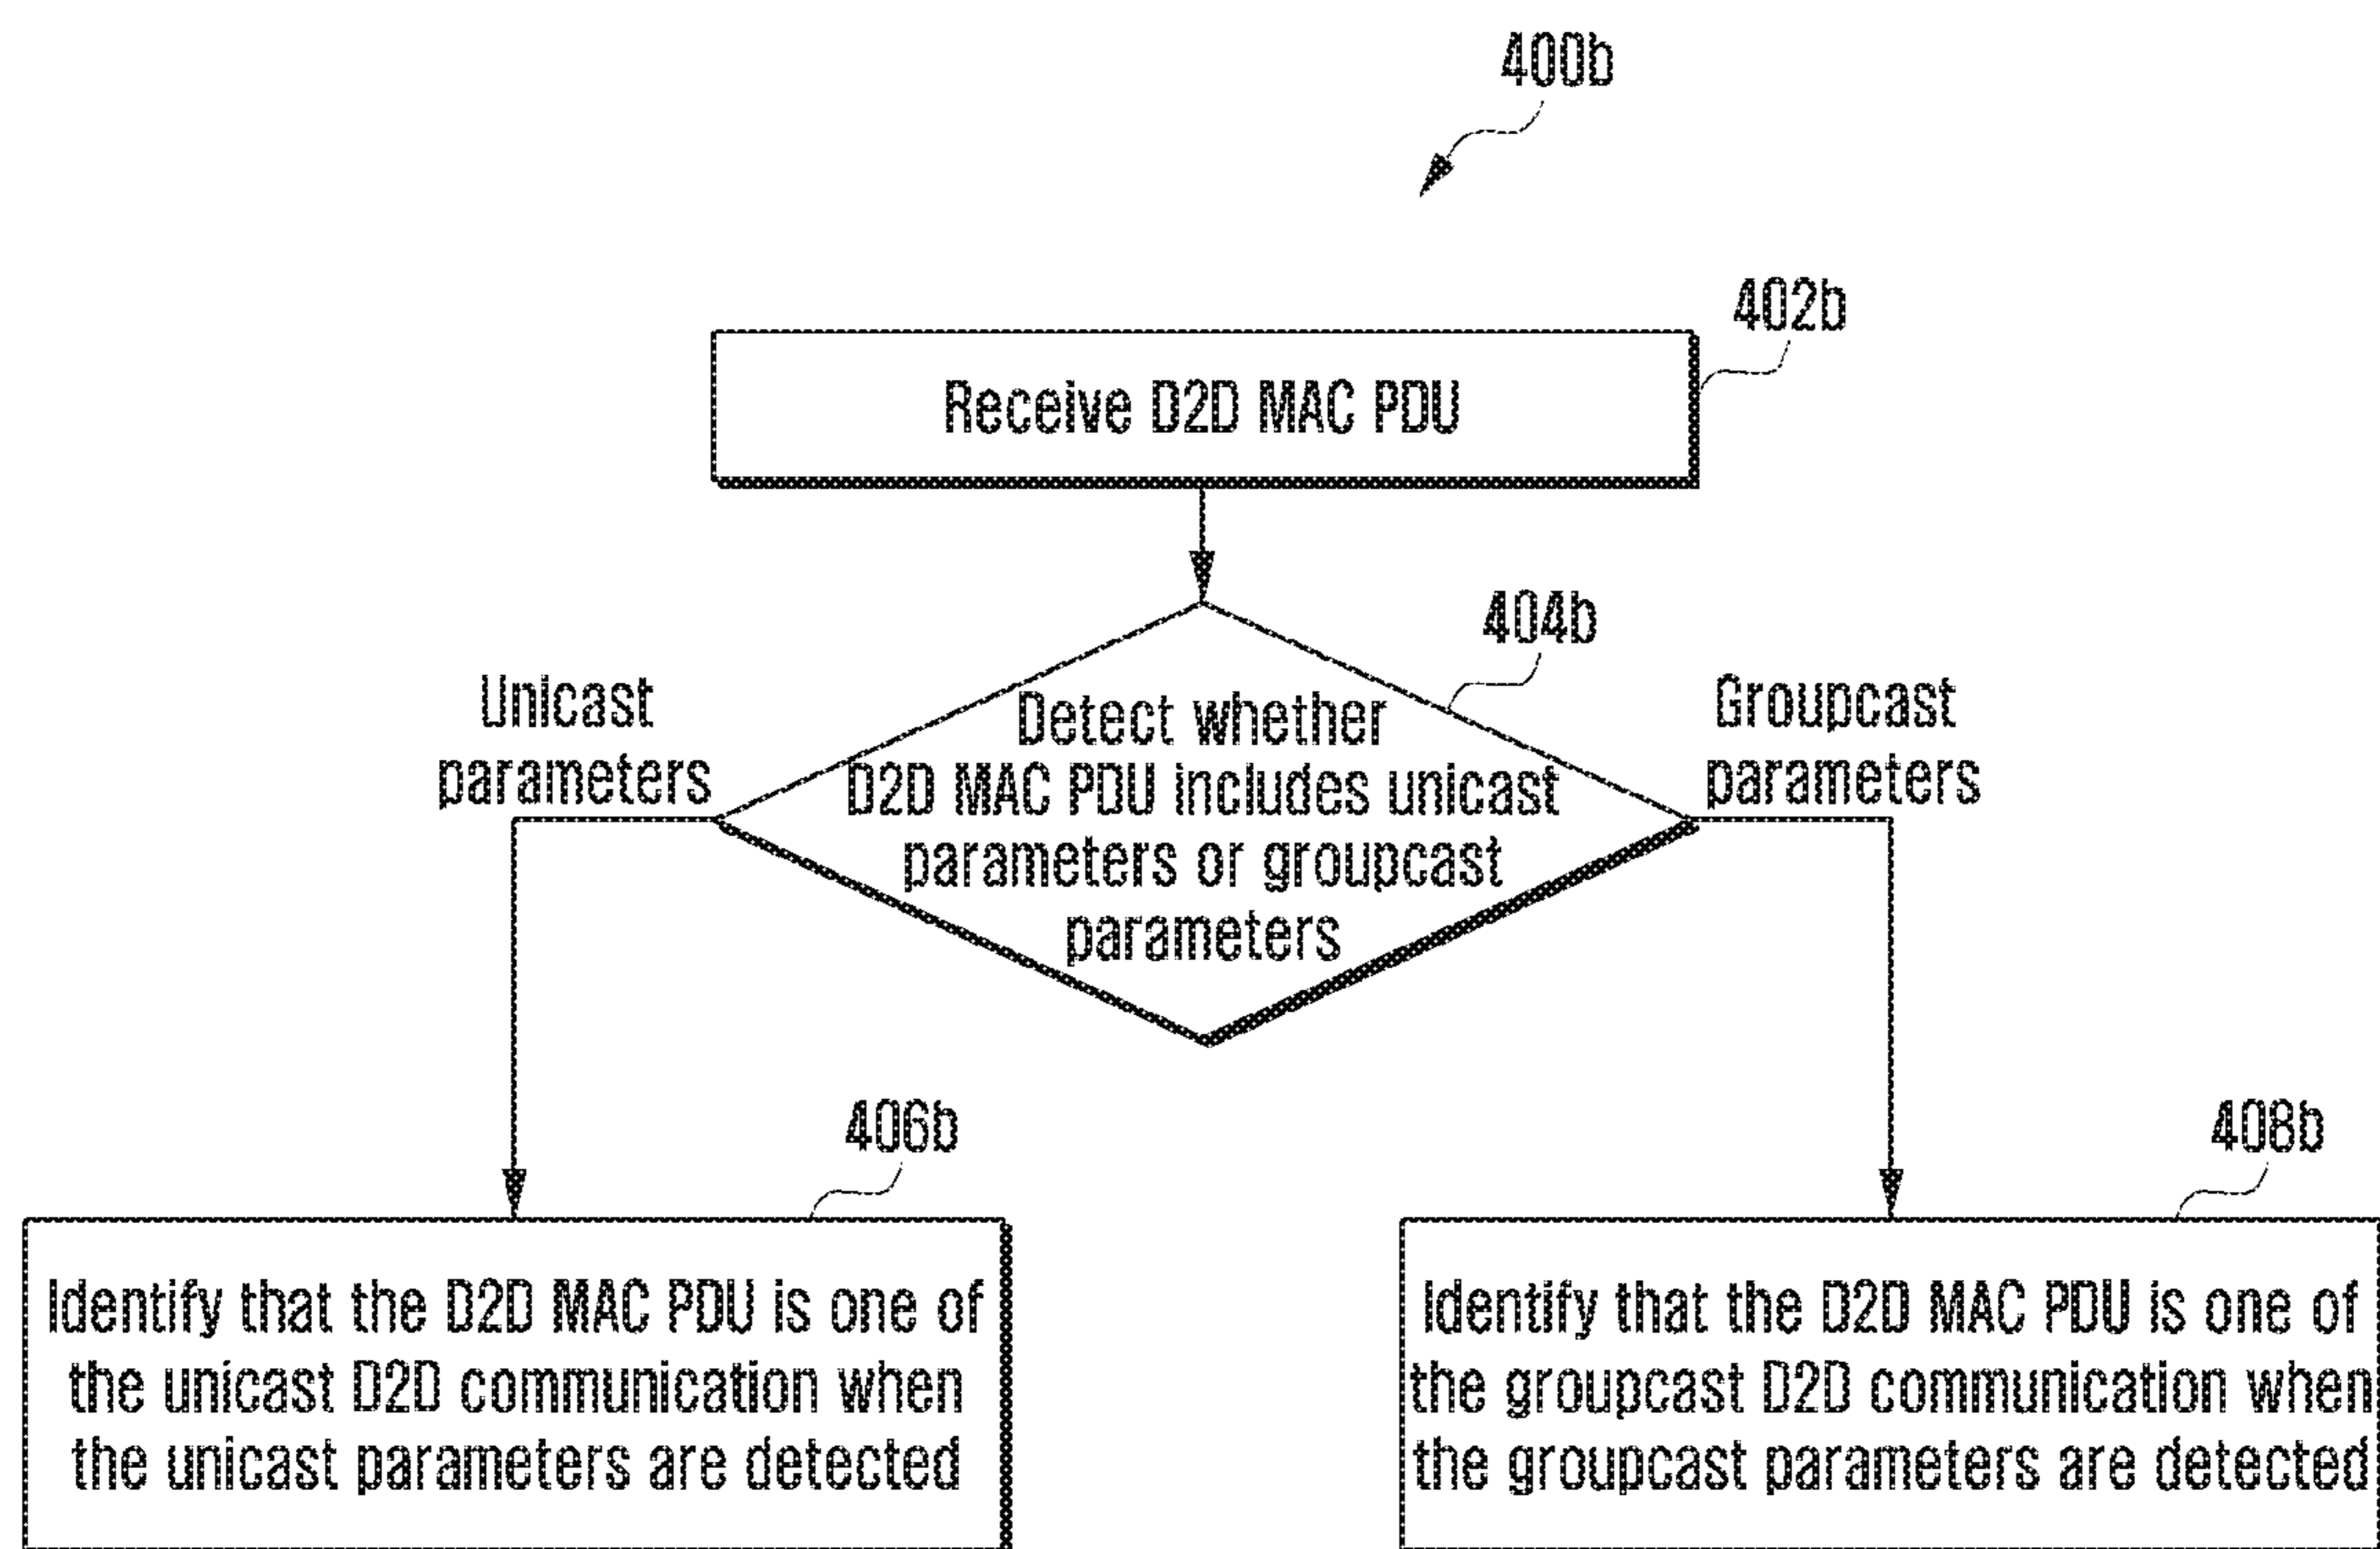 400b
402b
Receive D2D MAC PDU
404b
Unicast
parameters
Detect whether
D2D MAC PDU includes unicast
parameters or groupcast
parameters
Groupcast
parameters
406b
408b
Identify that the D2D MAC PDU is one of
the unicast D2D communication when
the unicast parameters are detected
Identify that the D2D MAC PDU is one of
the groupcast D2D communication when
the groupcast parameters are detected